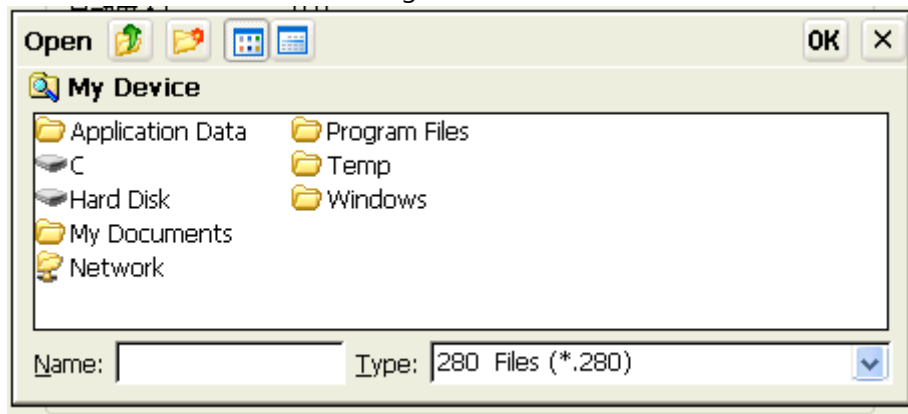 Open OK
My Device
Application Data Program Files
C Temp
Hard Disk Windows
My Documents
Network
Name: Type: 280 Files (*.280)